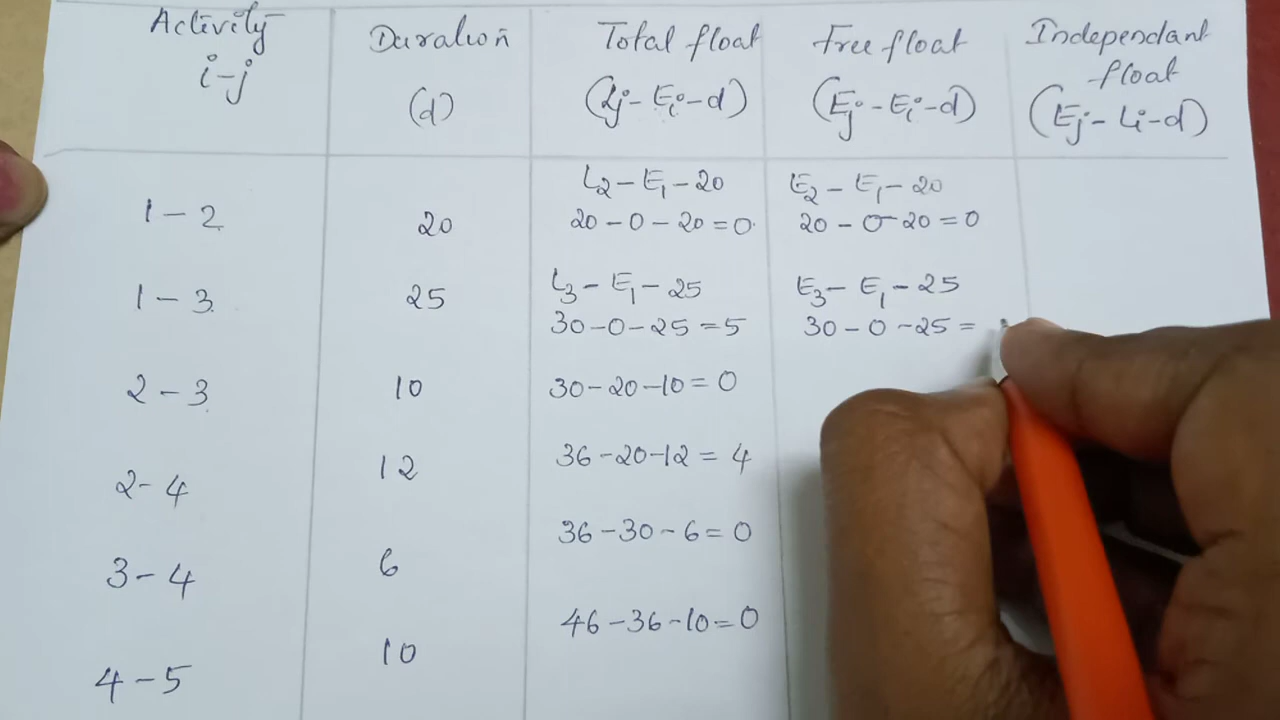 Activity Duration Total float Free float Independant
i-j (d) (Lj - Ei - d) (Ej - Ei - d) float
(Ej - Li - d)
L2 - E1 - 20 E2 - E1 - 20
1 - 2 20 20 - 0 - 20 = 0 20 - 0 - 20 = 0
L3 - E1 - 25 E3 - E1 - 25
1 - 3 25 30 - 0 - 25 = 5 30 - 0 - 25 =
2 - 3 10 30 - 20 - 10 = 0
2 - 4 12 36 - 20 - 12 = 4
3 - 4 6 36 - 30 - 6 = 0
4 - 5 10 46 - 36 - 10 = 0